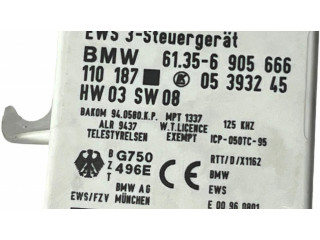 EWS 3-Steuergerät
BMW 61.35-6 905 666
110 187 05 3932 45
HW 03 SW 08
BAKOM 94.0580.K.P. MPT 1337 125 KHZ
ALR 9437 W.T.LICENCE
TELESTYRELSEN EXEMPT ICP-050TC-95
BZT G750 496E CE RTT/D/X1162
BMW AG BMW
EWS/FZV MÜNCHEN EWS
E 00 96 0801